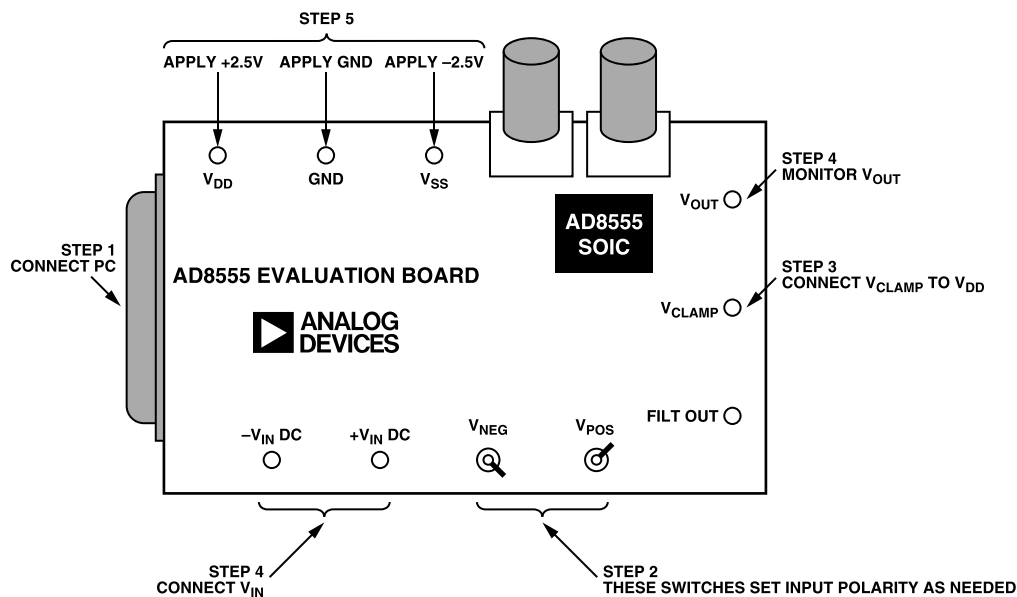 STEP 5
APPLY +2.5V
APPLY GND
APPLY –2.5V
VDD
GND
VSS
STEP 4
MONITOR VOUT
VOUT
AD8555
SOIC
STEP 1
CONNECT PC
AD8555 EVALUATION BOARD
STEP 3
CONNECT VCLAMP TO VDD
VCLAMP
ANALOG
DEVICES
FILT OUT
–VIN DC
+VIN DC
VNEG
VPOS
STEP 4
CONNECT VIN
STEP 2
THESE SWITCHES SET INPUT POLARITY AS NEEDED